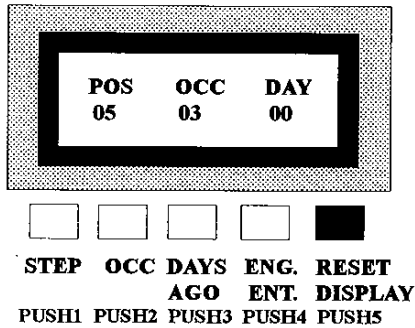 POS OCC DAY
05 03 00
STEP OCC DAYS ENG. RESET
AGO ENT. DISPLAY
PUSH1 PUSH2 PUSH3 PUSH4 PUSH5